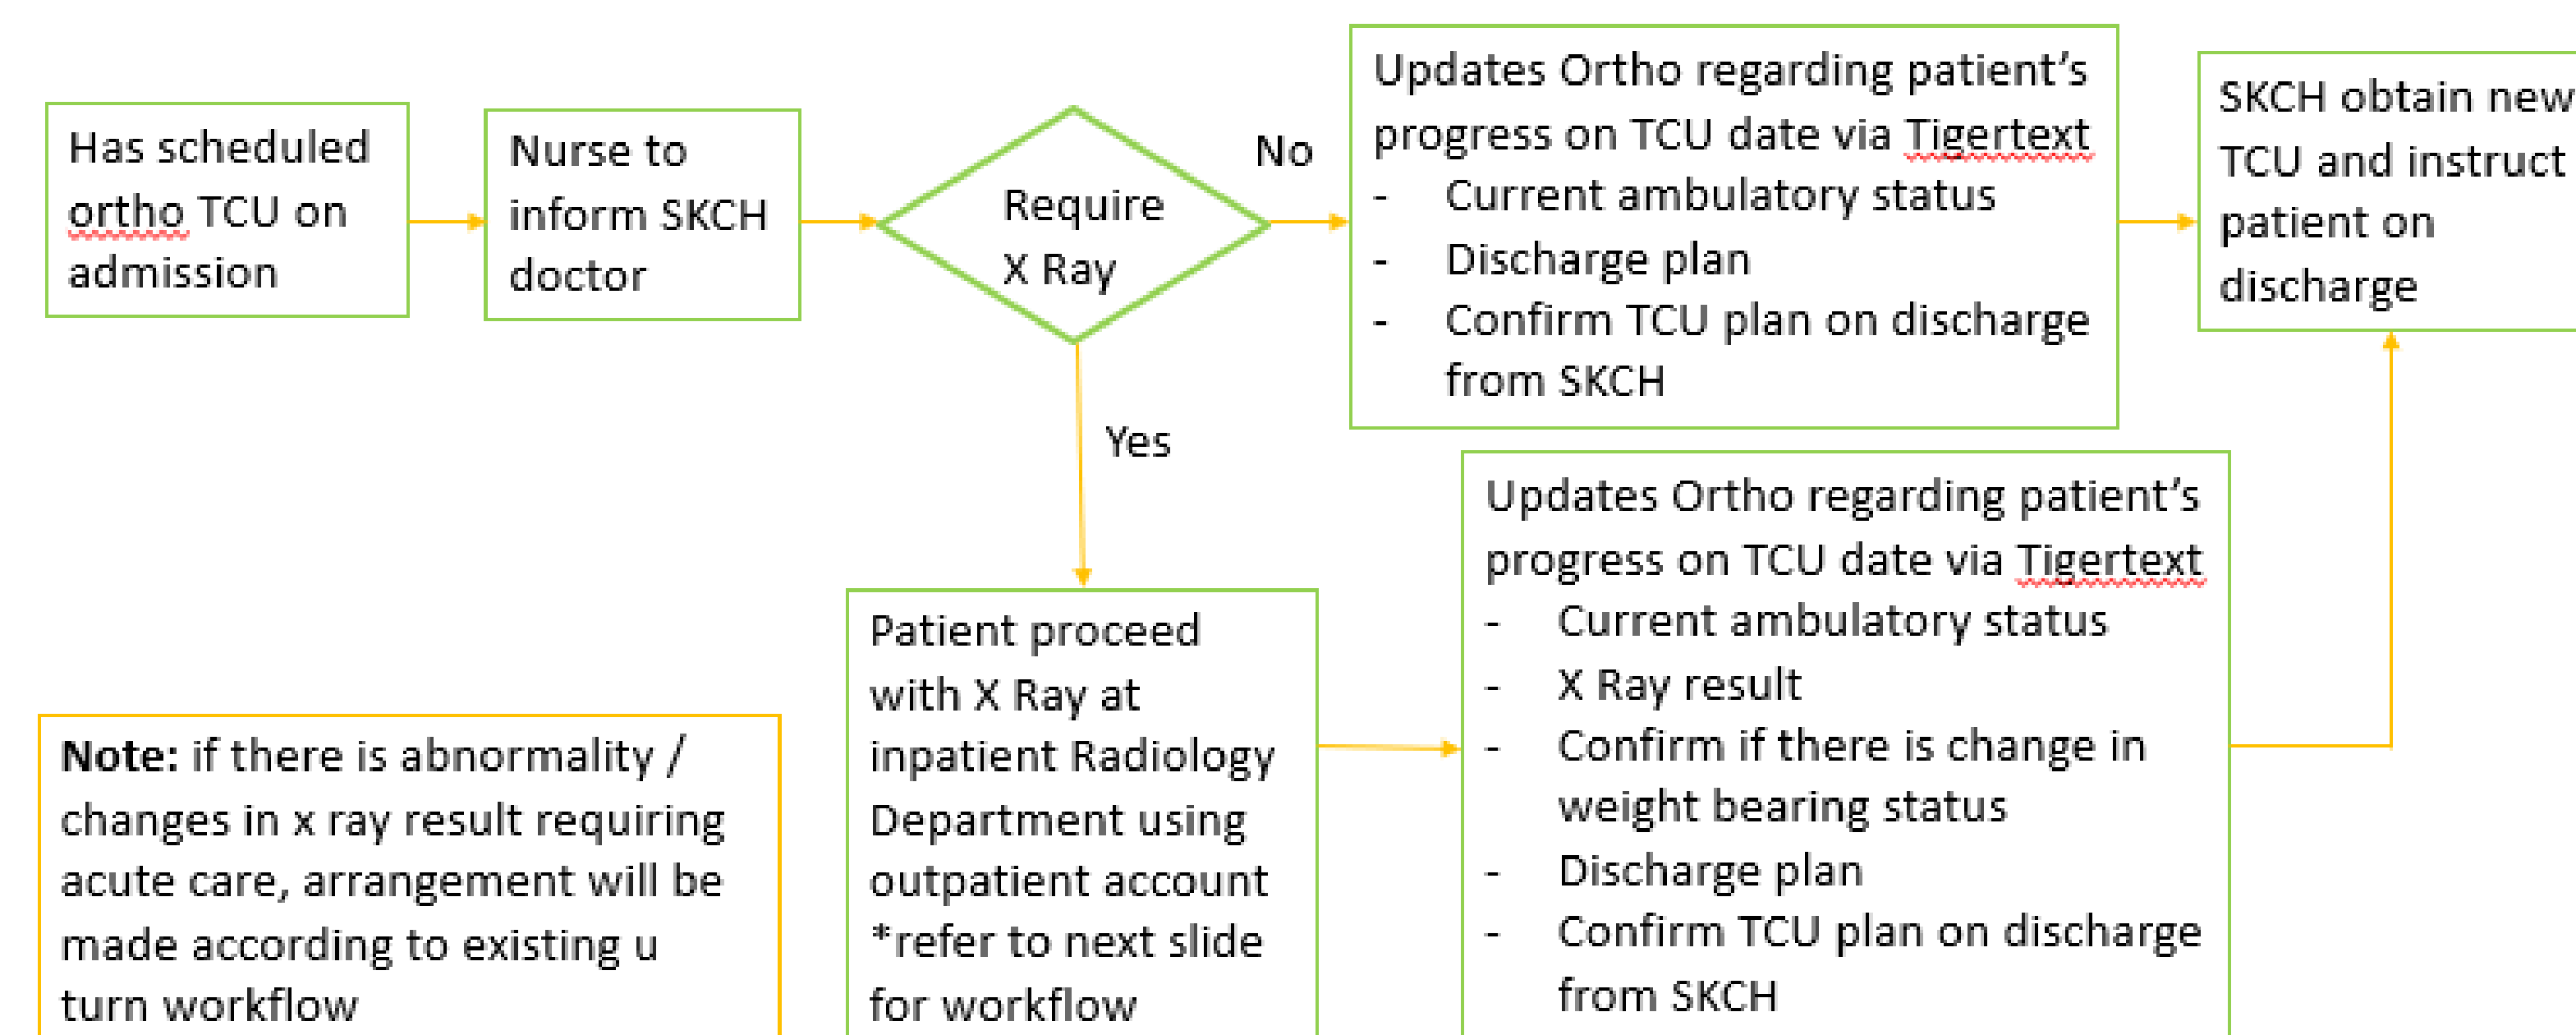 Has scheduled
ortho TCU on
admission
Nurse to
inform SKCH
doctor
Require
X Ray
No
Yes
Updates Ortho regarding patient's
progress on TCU date via Tigertext
- Current ambulatory status
- Discharge plan
- Confirm TCU plan on discharge
from SKCH
SKCH obtain new
TCU and instruct
patient on
discharge
Patient proceed
with X Ray at
inpatient Radiology
Department using
outpatient account
*refer to next slide
for workflow
Updates Ortho regarding patient's
progress on TCU date via Tigertext
- Current ambulatory status
- X Ray result
- Confirm if there is change in
weight bearing status
- Discharge plan
- Confirm TCU plan on discharge
from SKCH
Note: if there is abnormality /
changes in x ray result requiring
acute care, arrangement will be
made according to existing u
turn workflow